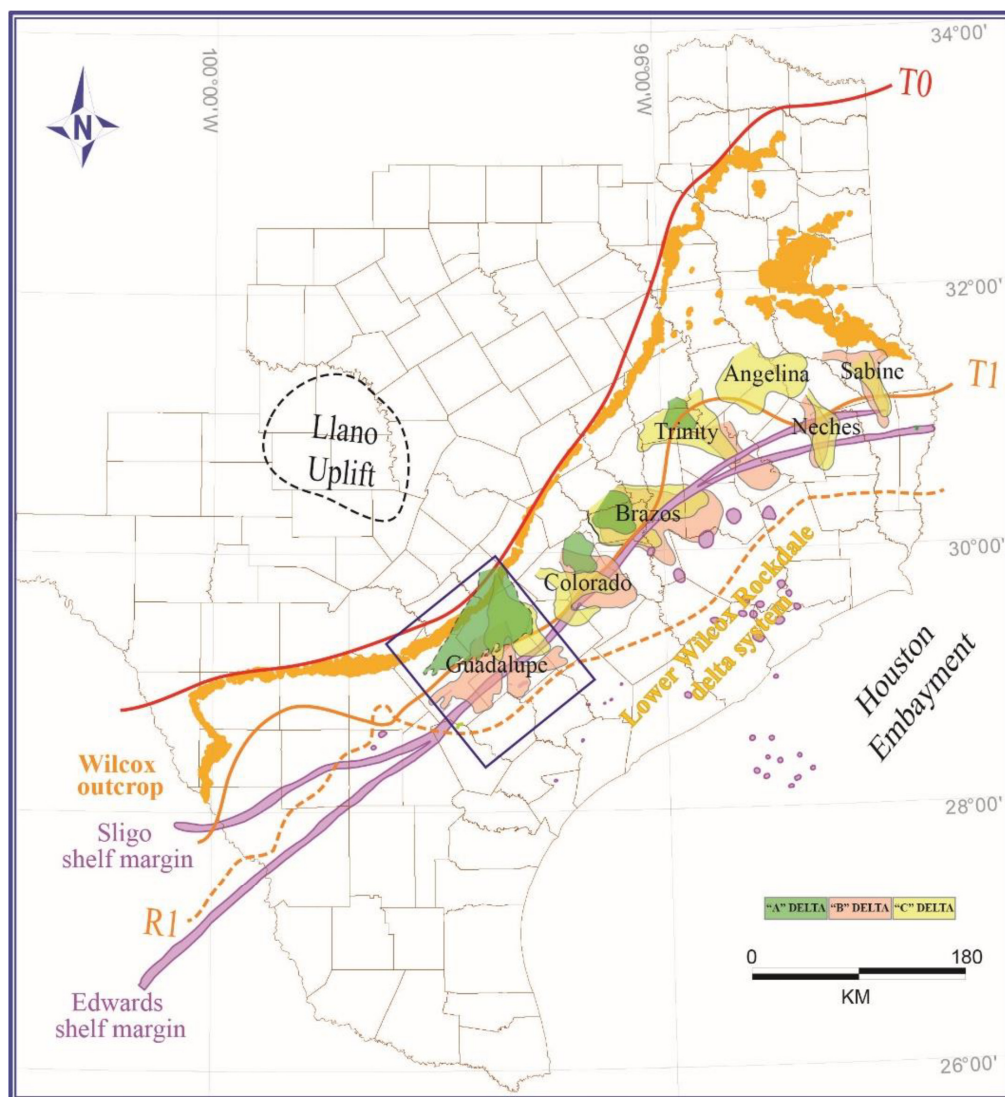 34°00'
100°00'W
96°00'W
T0
N
32°00'
Angelina
Sabine
T1
Llano
Uplift
Trinity
Neches
Brazos
30°00'
Colorado
Guadalupe
Lower Wilcox Rockdale
delta system
Houston
Embayment
Wilcox
outcrop
28°00'
Sligo
shelf margin
R1
"A" DELTA "B" DELTA "C" DELTA
0 180
KM
Edwards
shelf margin
26°00'